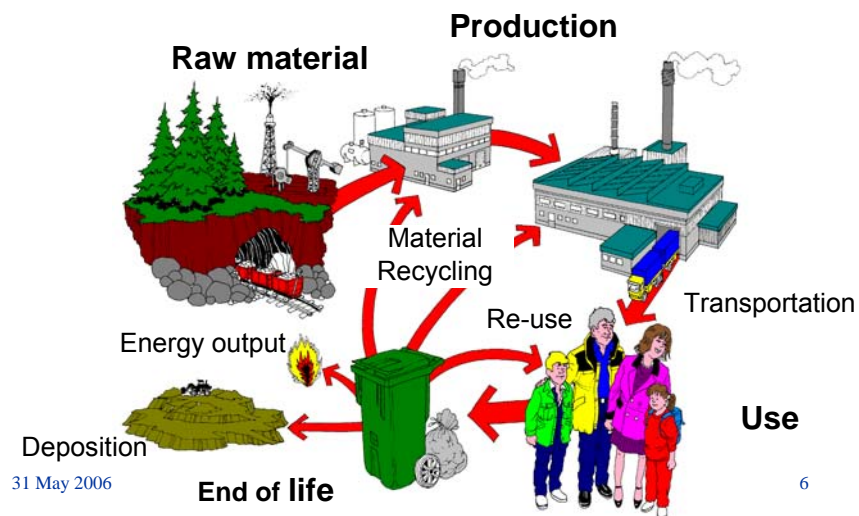 Production
Raw material
Material
Recycling
Transportation
Re-use
Energy output
Use
Deposition
End of life
31 May 2006
6